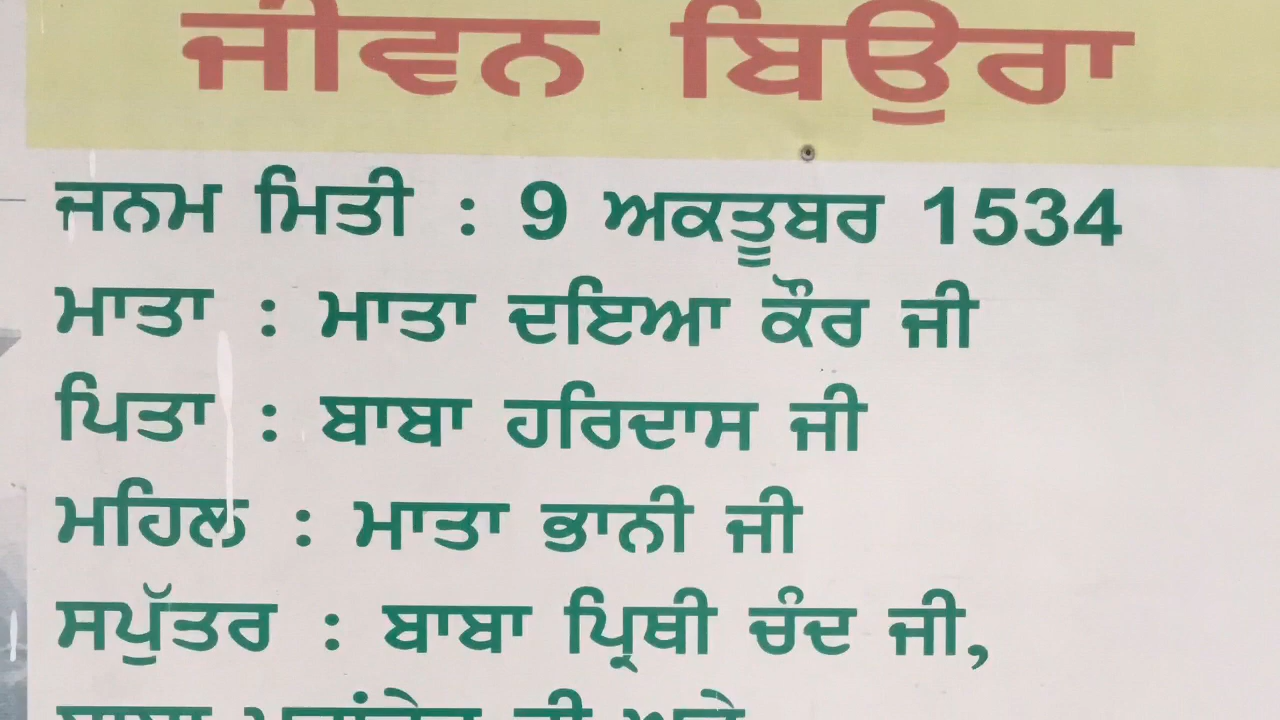 ਜੀਵਨ ਬਿਉਰਾ
ਜਨਮ ਮਿਤੀ : 9 ਅਕਤੂਬਰ 1534
ਮਾਤਾ : ਮਾਤਾ ਦਇਆ ਕੌਰ ਜੀ
ਪਿਤਾ : ਬਾਬਾ ਹਰਿਦਾਸ ਜੀ
ਮਹਿਲ : ਮਾਤਾ ਭਾਨੀ ਜੀ
ਸਪੁੱਤਰ : ਬਾਬਾ ਪ੍ਰਿਥੀ ਚੰਦ ਜੀ,